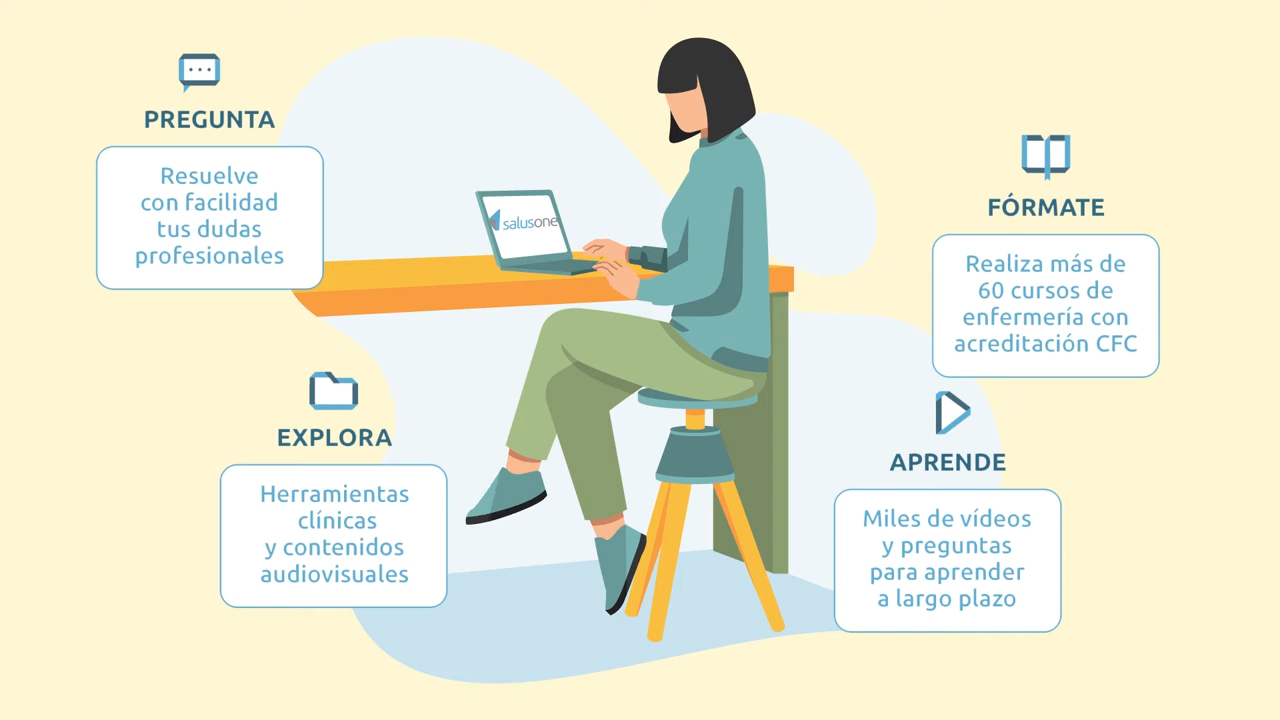 PREGUNTA
Resuelve
con facilidad
tus dudas
profesionales
salusone
FÓRMATE
Realiza más de
60 cursos de
enfermería con
acreditación CFC
EXPLORA
Herramientas
clínicas
y contenidos
audiovisuales
APRENDE
Miles de vídeos
y preguntas
para aprender
a largo plazo